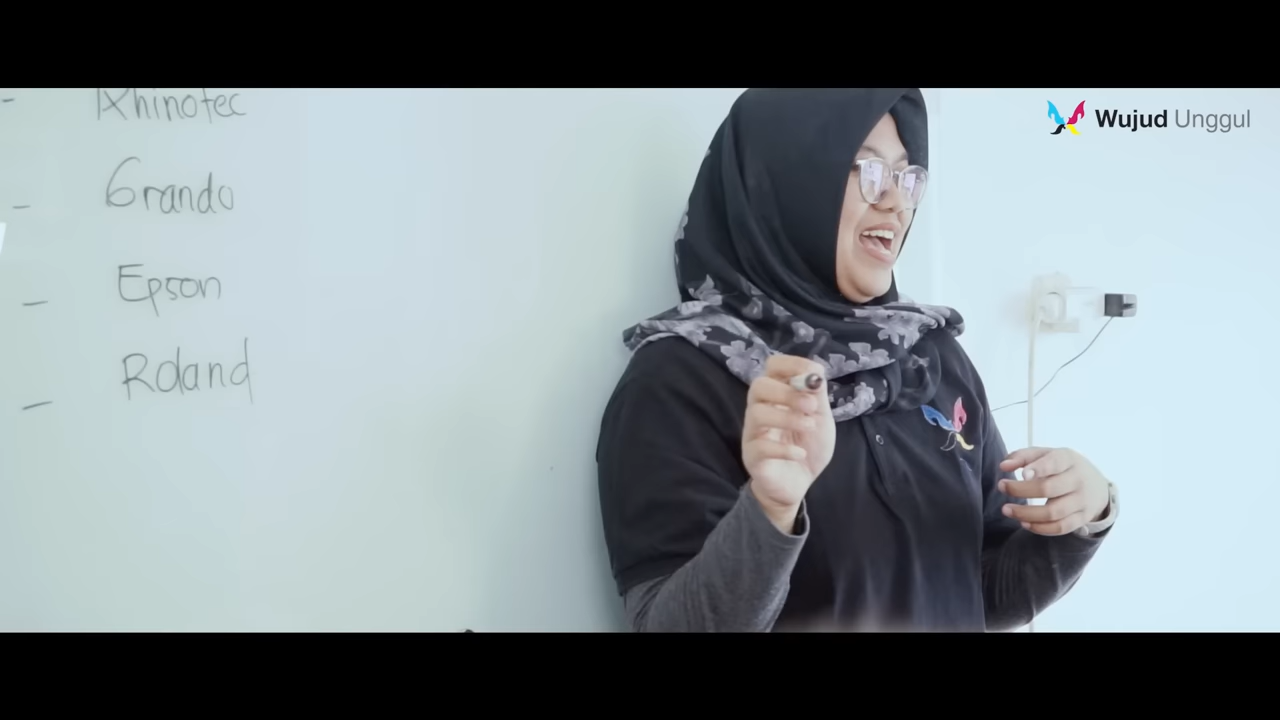 - Rhinotec
- Grando
- Epson
- Roland
Wujud Unggul